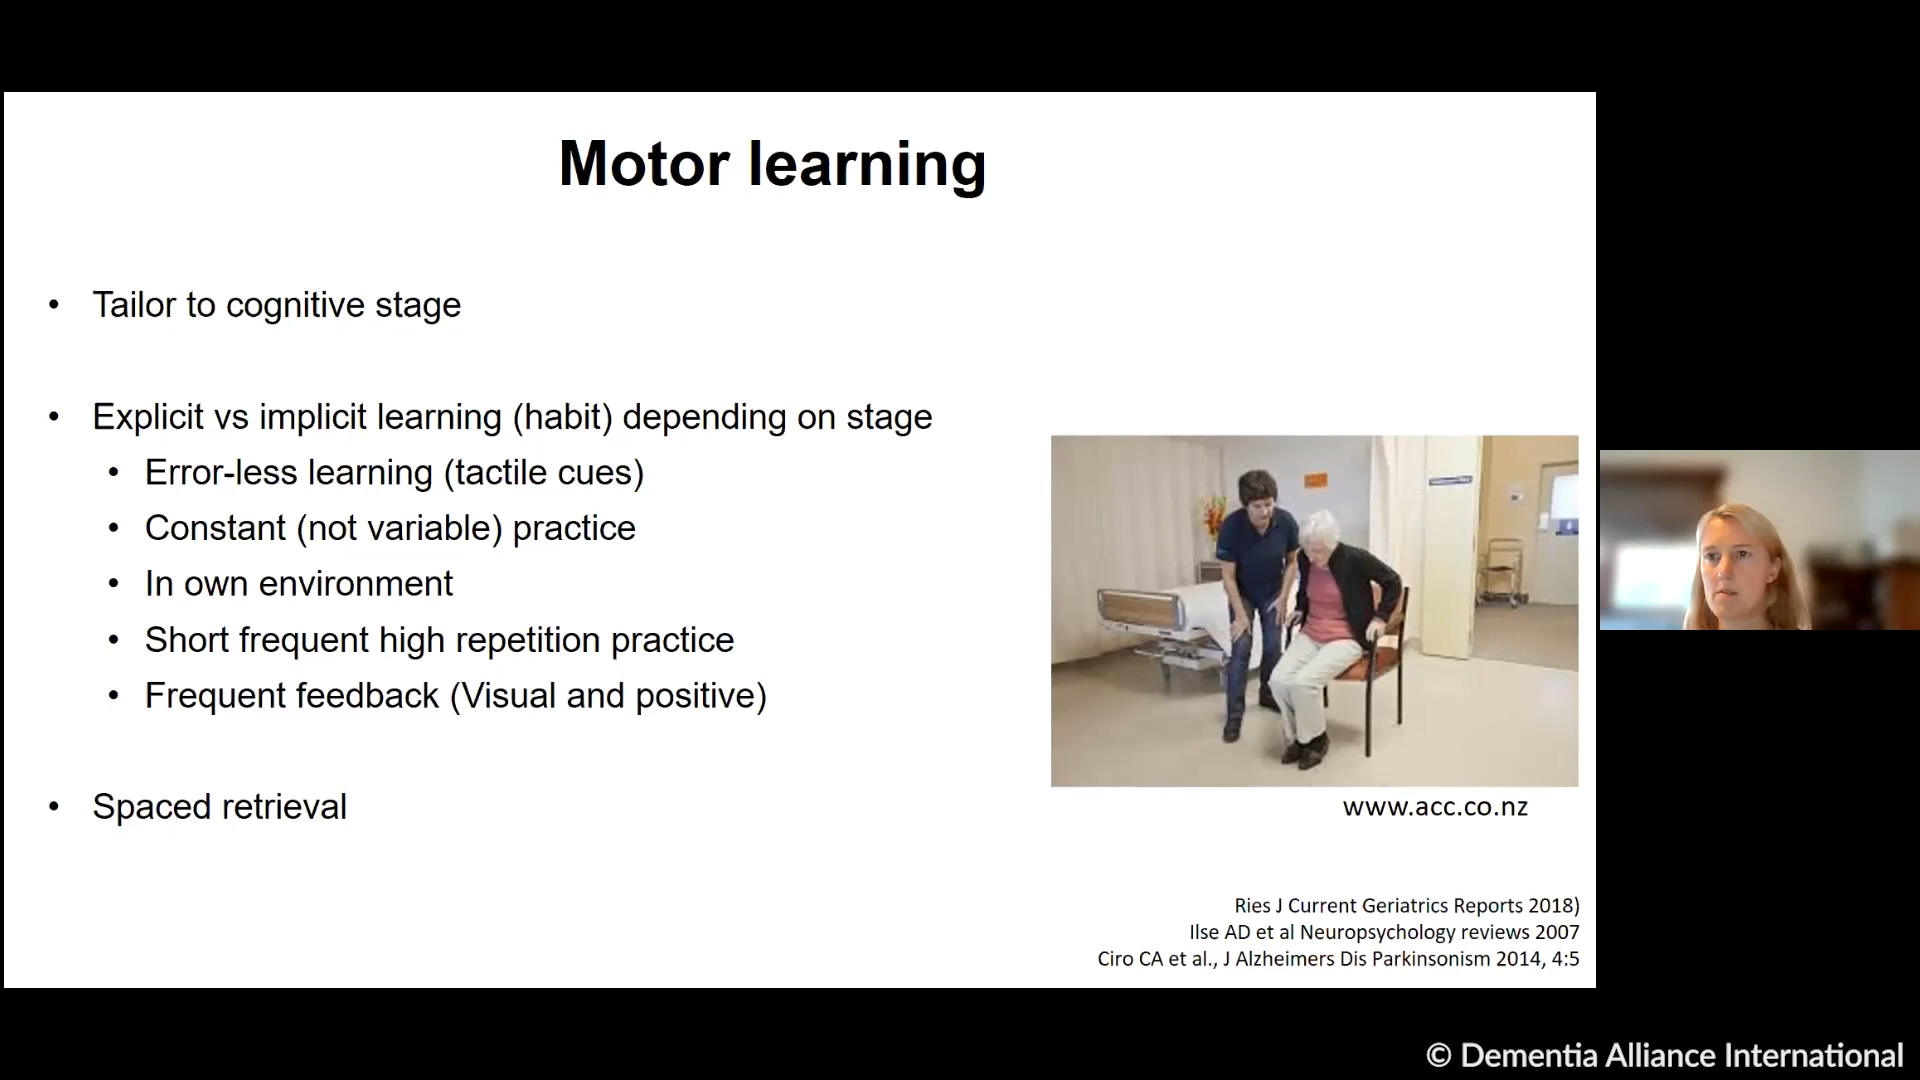 Motor learning
• Tailor to cognitive stage
• Explicit vs implicit learning (habit) depending on stage
• Error-less learning (tactile cues)
• Constant (not variable) practice
• In own environment
• Short frequent high repetition practice
• Frequent feedback (Visual and positive)
• Spaced retrieval
www.acc.co.nz
Ries J Current Geriatrics Reports 2018)
Ilse AD et al Neuropsychology reviews 2007
Ciro CA et al., J Alzheimers Dis Parkinsonism 2014, 4:5
© Dementia Alliance International